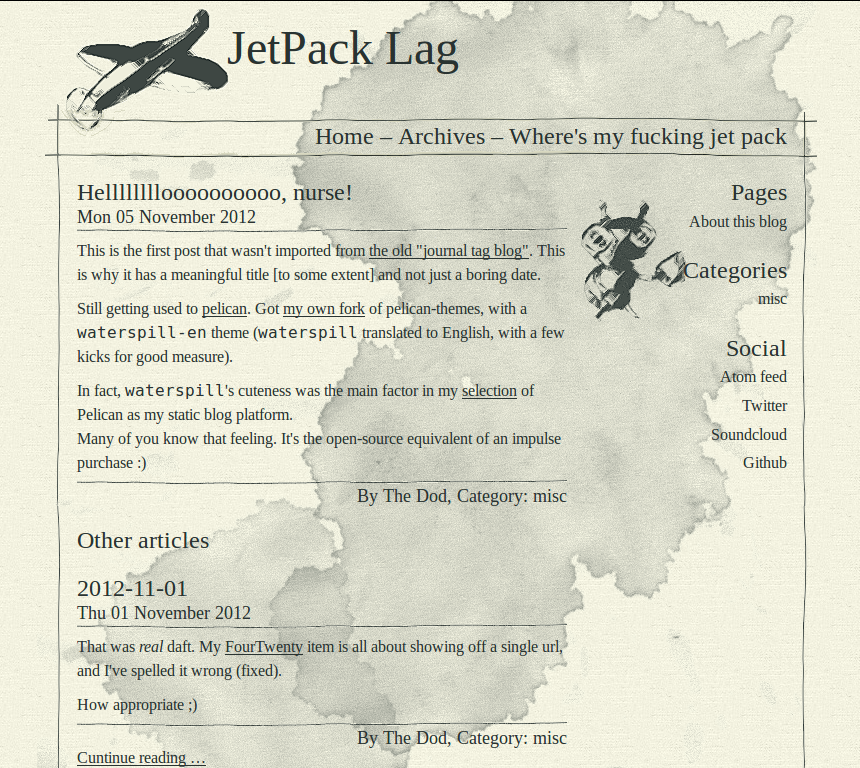 JetPack Lag
Home – Archives – Where's my fucking jet pack
Helllllllloooooooooo, nurse!
Mon 05 November 2012
This is the first post that wasn't imported from the old "journal tag blog". This
is why it has a meaningful title [to some extent] and not just a boring date.
Still getting used to pelican. Got my own fork of pelican-themes, with a
waterspill-en theme (waterspill translated to English, with a few
kicks for good measure).
In fact, waterspill's cuteness was the main factor in my selection of
Pelican as my static blog platform.
Many of you know that feeling. It's the open-source equivalent of an impulse
purchase :)
By The Dod, Category: misc
Other articles
2012-11-01
Thu 01 November 2012
That was real daft. My FourTwenty item is all about showing off a single url,
and I've spelled it wrong (fixed).
How appropriate ;)
By The Dod, Category: misc
Cuntinue reading …
Pages
About this blog
Categories
misc
Social
Atom feed
Twitter
Soundcloud
Github